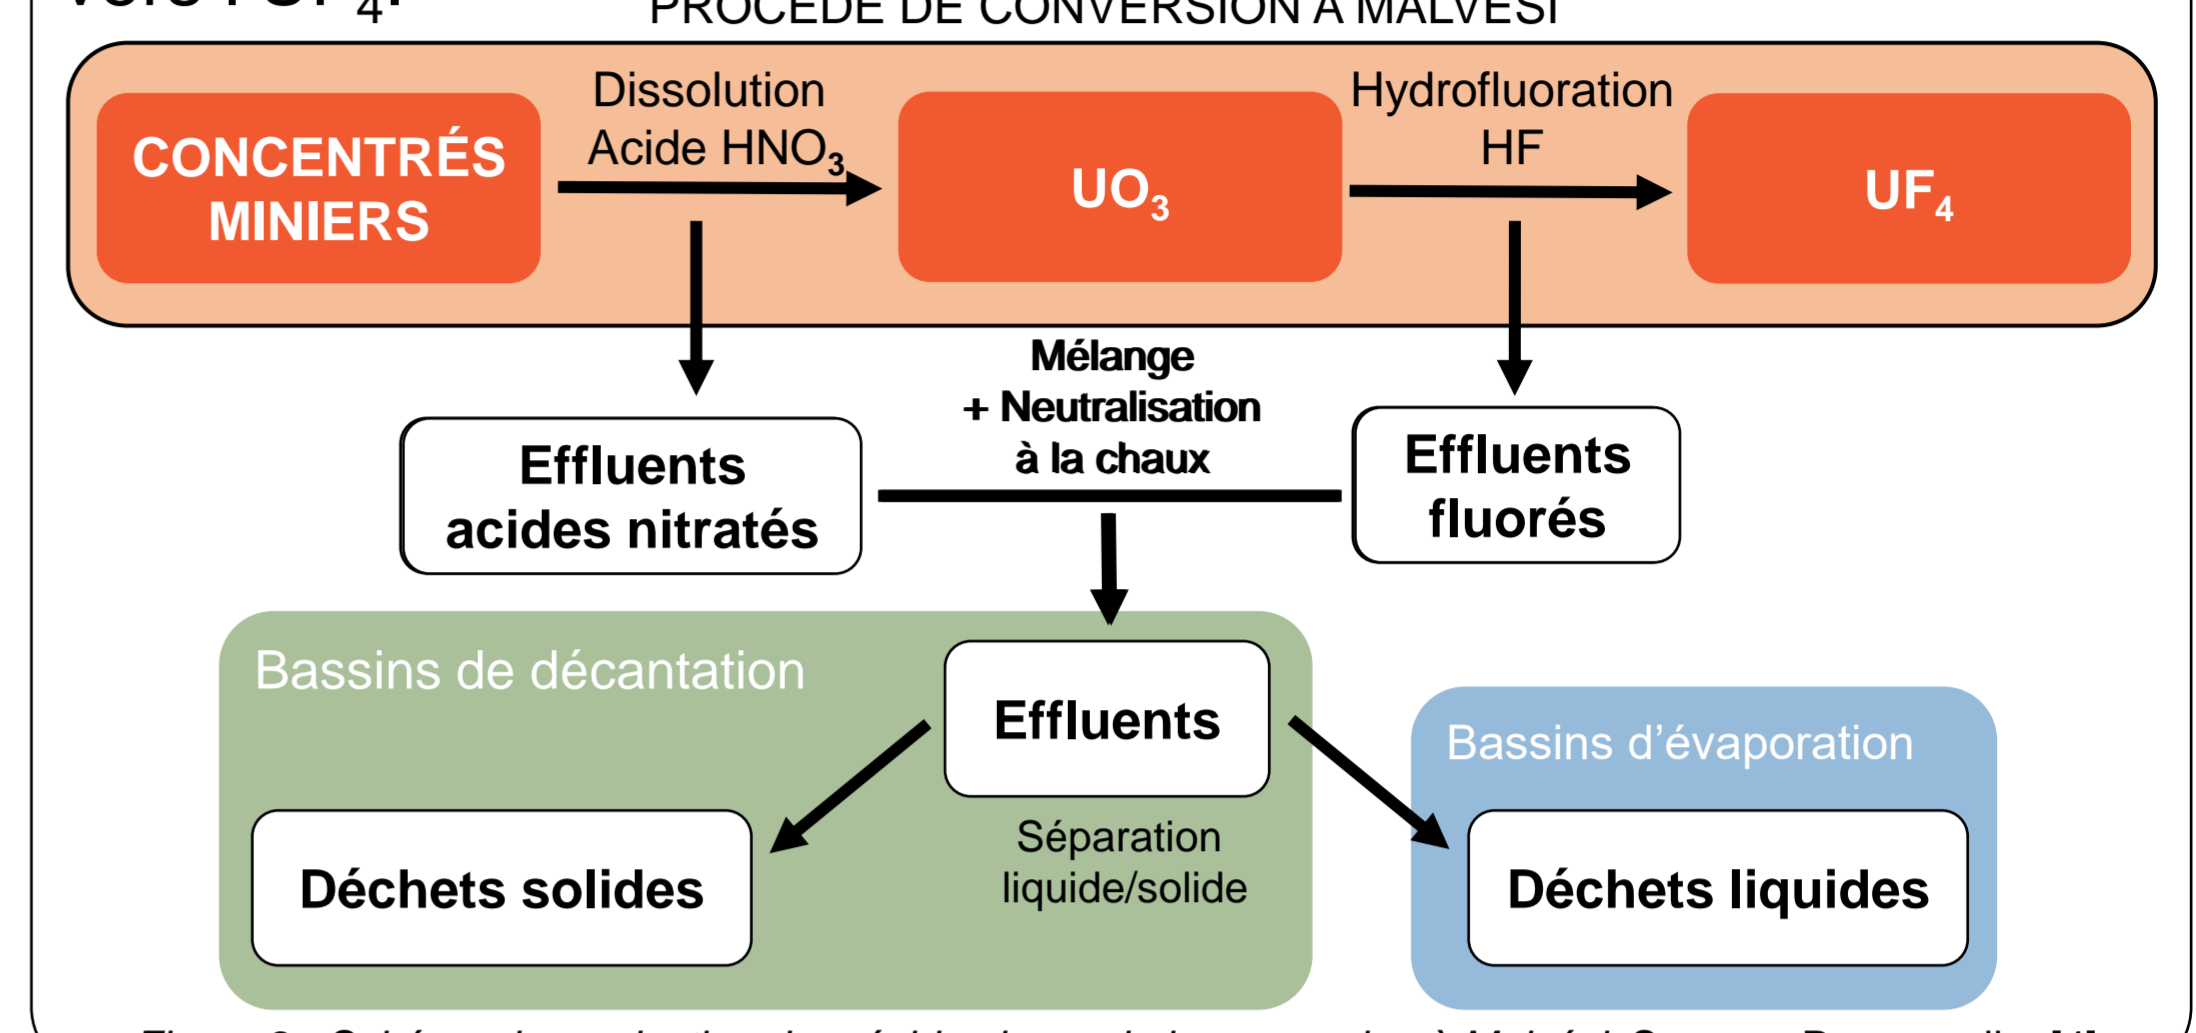 PROCÉDÉ DE CONVERSION À MALVÉSI
Dissolution
Acide HNO₃
Hydrofluoration
HF
CONCENTRÉS
MINIERS
UO₃
UF₄
Mélange
+ Neutralisation
à la chaux
Effluents
acides nitratés
Effluents
fluorés
Bassins de décantation
Effluents
Bassins d’évaporation
Séparation
liquide/solide
Déchets solides
Déchets liquides